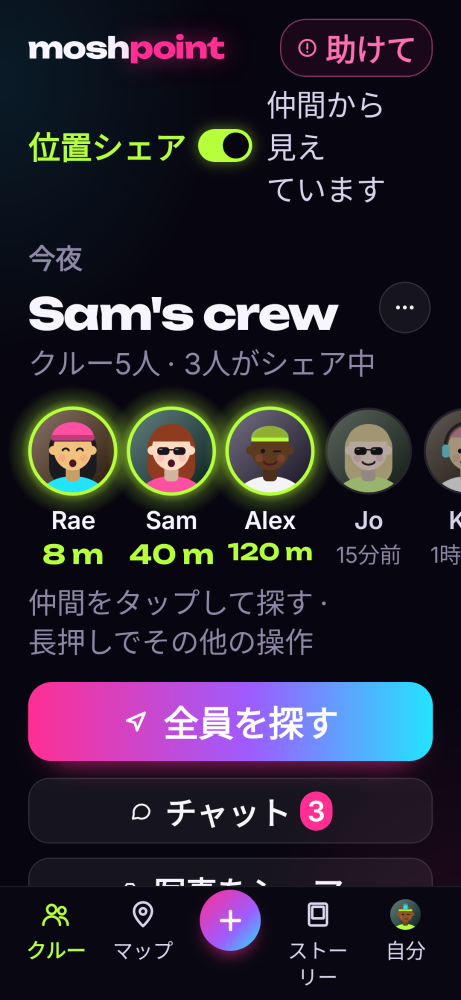 moshpoint
助けて
位置シェア
仲間から
見え
ています
今夜
Sam's crew
クルー5人 · 3人がシェア中
Rae Sam Alex Jo
8 m 40 m 120 m 15分前
仲間をタップして探す ·
長押しでその他の操作
全員を探す
チャット 3
クルー マップ ストー 自分
リー